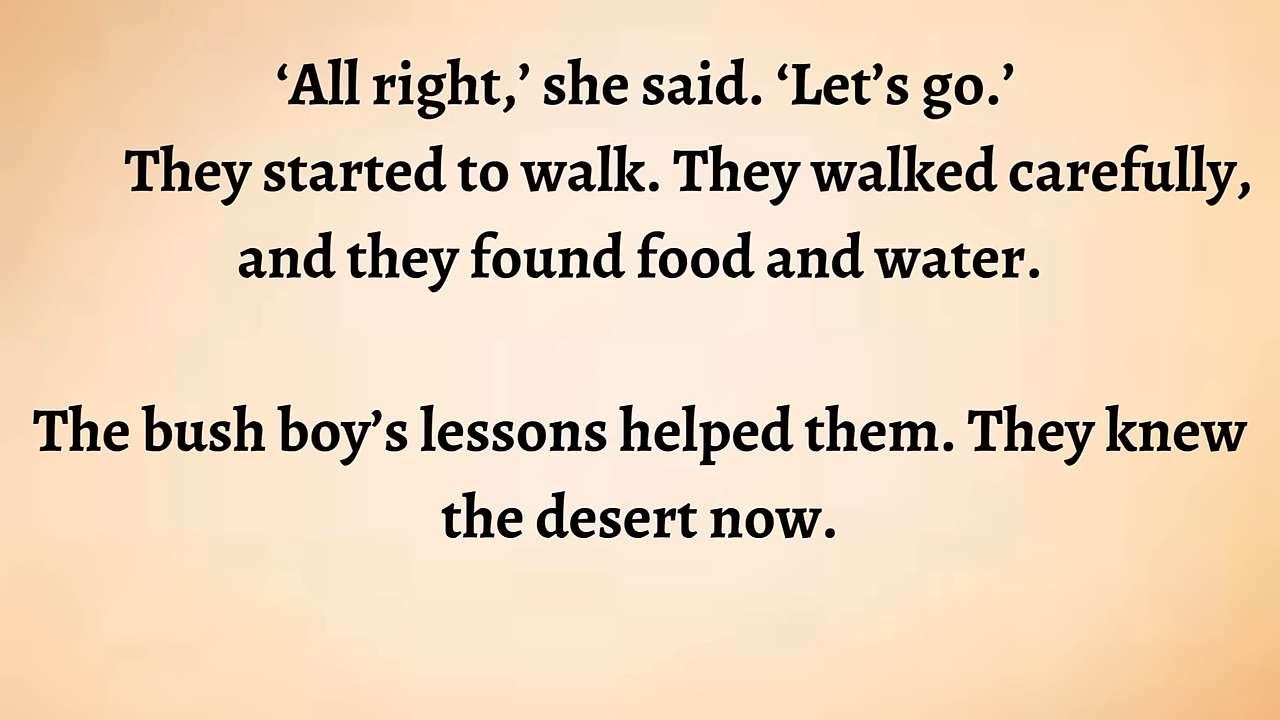 ‘All right,’ she said. ‘Let’s go.’
They started to walk. They walked carefully,
and they found food and water.
The bush boy’s lessons helped them. They knew
the desert now.